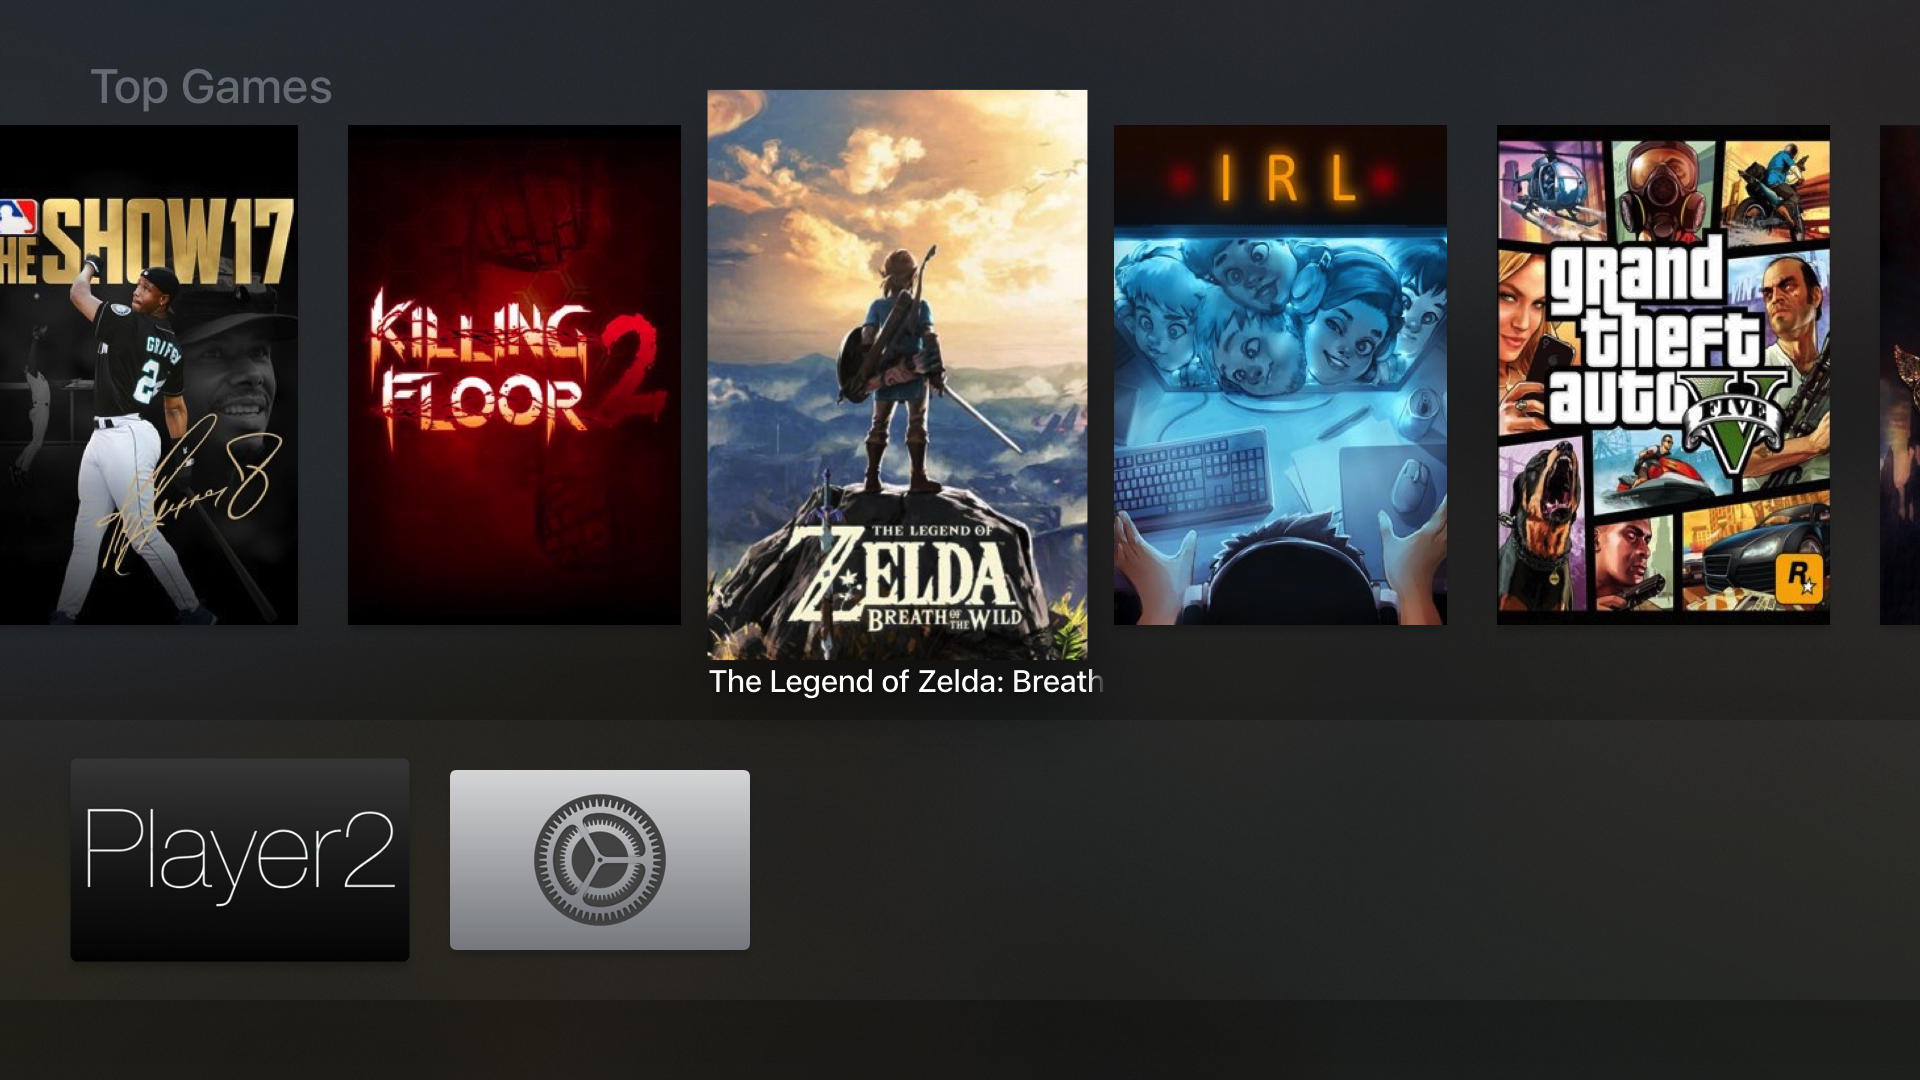 Top Games
THE SHOW17
GRIFFEY
24
KILLING
FLOOR 2
THE LEGEND OF
ZELDA
BREATH OF THE WILD
IRL
grand
theft
auto V
FIVE
R
The Legend of Zelda: Breath
Player2